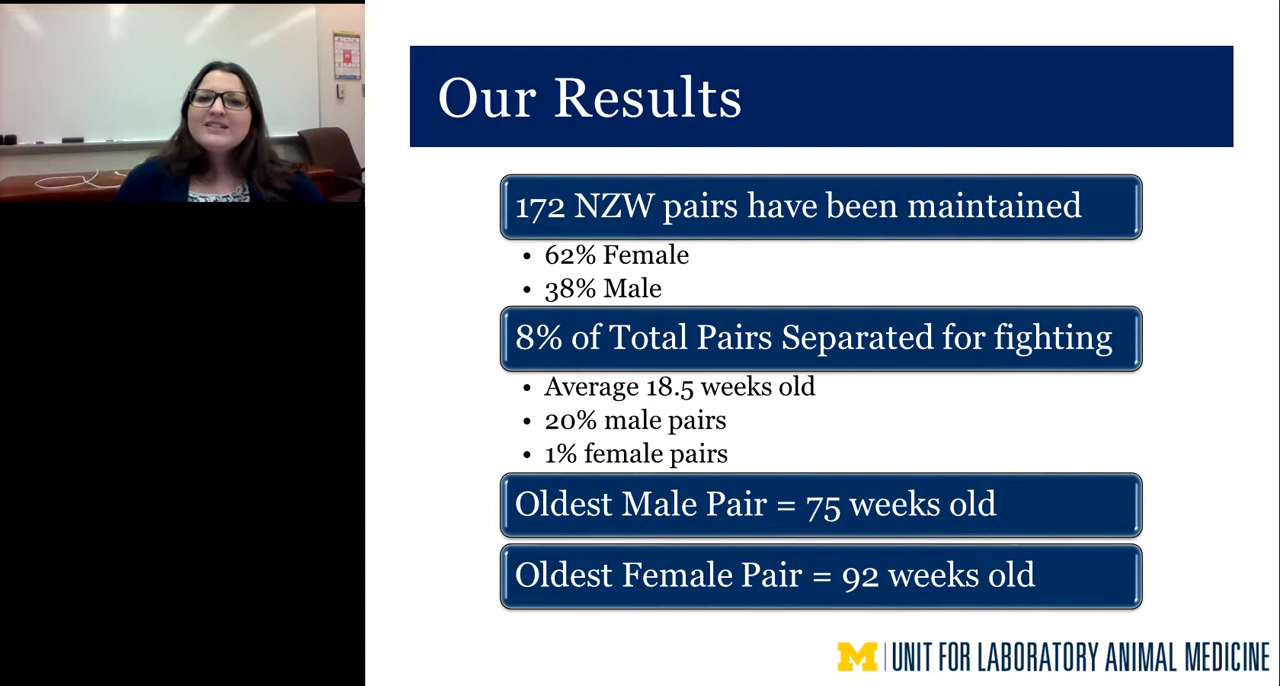 Our Results
172 NZW pairs have been maintained
• 62% Female
• 38% Male
8% of Total Pairs Separated for fighting
• Average 18.5 weeks old
• 20% male pairs
• 1% female pairs
Oldest Male Pair = 75 weeks old
Oldest Female Pair = 92 weeks old
M | UNIT FOR LABORATORY ANIMAL MEDICINE